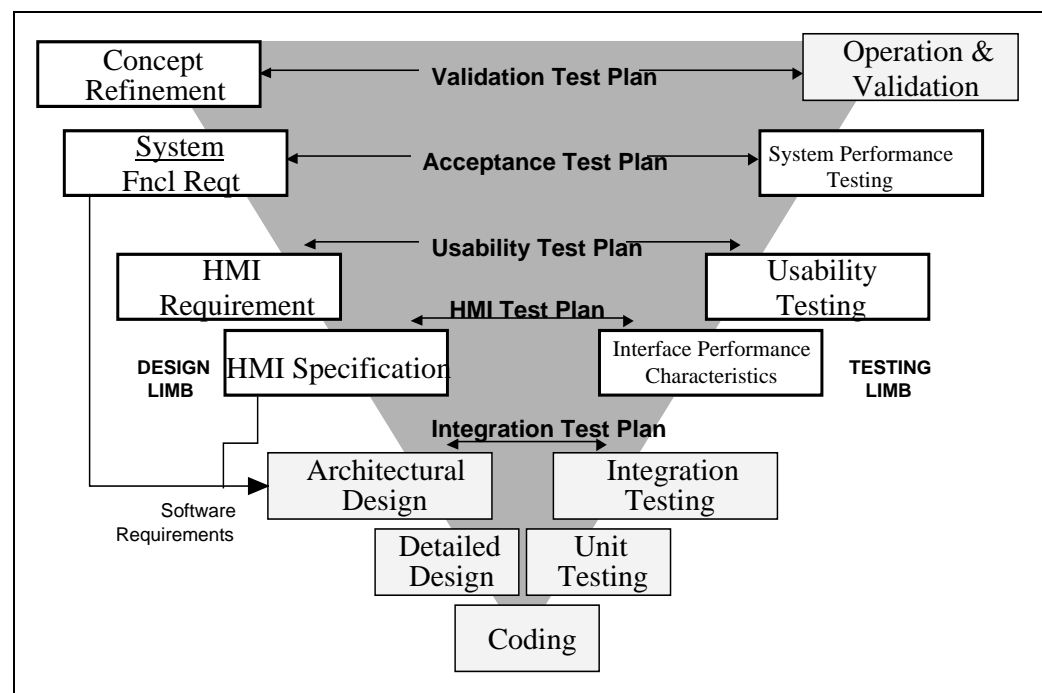 Concept
Refinement
Validation Test Plan
Operation &
Validation
System
Fncl Reqt
Acceptance Test Plan
System Performance
Testing
HMI
Requirement
Usability Test Plan
Usability
Testing
HMI Test Plan
DESIGN
LIMB
HMI Specification
Interface Performance
Characteristics
TESTING
LIMB
Integration Test Plan
Architectural
Design
Integration
Testing
Software
Requirements
Detailed
Design
Unit
Testing
Coding